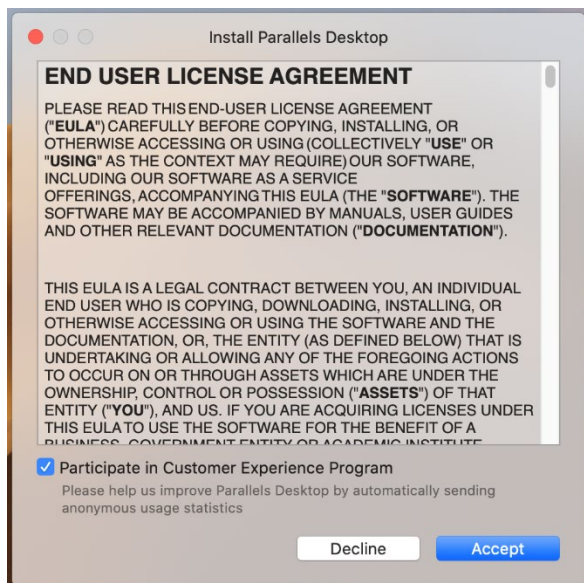 Install Parallels Desktop
END USER LICENSE AGREEMENT
PLEASE READ THIS END-USER LICENSE AGREEMENT
("EULA") CAREFULLY BEFORE COPYING, INSTALLING, OR
OTHERWISE ACCESSING OR USING (COLLECTIVELY "USE" OR
"USING" AS THE CONTEXT MAY REQUIRE) OUR SOFTWARE,
INCLUDING OUR SOFTWARE AS A SERVICE
OFFERINGS, ACCOMPANYING THIS EULA (THE "SOFTWARE"). THE
SOFTWARE MAY BE ACCOMPANIED BY MANUALS, USER GUIDES
AND OTHER RELEVANT DOCUMENTATION ("DOCUMENTATION").
THIS EULA IS A LEGAL CONTRACT BETWEEN YOU, AN INDIVIDUAL
END USER WHO IS COPYING, DOWNLOADING, INSTALLING, OR
OTHERWISE ACCESSING OR USING THE SOFTWARE AND THE
DOCUMENTATION, OR, THE ENTITY (AS DEFINED BELOW) THAT IS
UNDERTAKING OR ALLOWING ANY OF THE FOREGOING ACTIONS
TO OCCUR ON OR THROUGH ASSETS WHICH ARE UNDER THE
OWNERSHIP, CONTROL OR POSSESSION ("ASSETS") OF THAT
ENTITY ("YOU"), AND US. IF YOU ARE ACQUIRING LICENSES UNDER
THIS EULA TO USE THE SOFTWARE FOR THE BENEFIT OF A
BUSINESS, GOVERNMENT ENTITY OR ACADEMIC INSTITUTE
Participate in Customer Experience Program
Please help us improve Parallels Desktop by automatically sending
anonymous usage statistics
Decline
Accept